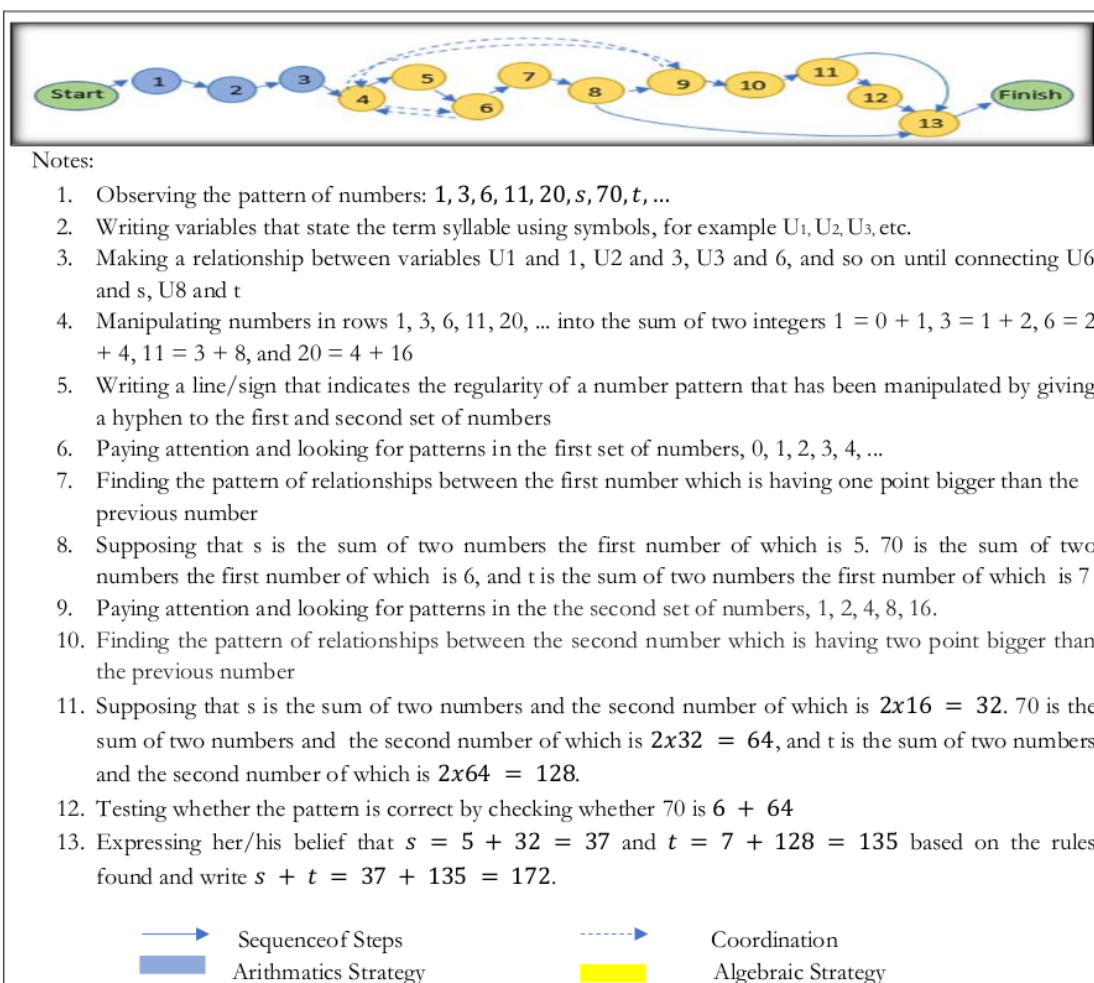 Start 1 2 3 4 5 6 7 8 9 10 11 12 13 Finish
Notes:
1. Observing the pattern of numbers: 1, 3, 6, 11, 20, s, 70, t, ...
2. Writing variables that state the term syllable using symbols, for example U1, U2, U3, etc.
3. Making a relationship between variables U1 and 1, U2 and 3, U3 and 6, and so on until connecting U6
and s, U8 and t
4. Manipulating numbers in rows 1, 3, 6, 11, 20, ... into the sum of two integers 1 = 0 + 1, 3 = 1 + 2, 6 = 2
+ 4, 11 = 3 + 8, and 20 = 4 + 16
5. Writing a line/sign that indicates the regularity of a number pattern that has been manipulated by giving
a hyphen to the first and second set of numbers
6. Paying attention and looking for patterns in the first set of numbers, 0, 1, 2, 3, 4, ...
7. Finding the pattern of relationships between the first number which is having one point bigger than the
previous number
8. Supposing that s is the sum of two numbers the first number of which is 5. 70 is the sum of two
numbers the first number of which is 6, and t is the sum of two numbers the first number of which is 7
9. Paying attention and looking for patterns in the the second set of numbers, 1, 2, 4, 8, 16.
10. Finding the pattern of relationships between the second number which is having two point bigger than
the previous number
11. Supposing that s is the sum of two numbers and the second number of which is 2x16 = 32. 70 is the
sum of two numbers and the second number of which is 2x32 = 64, and t is the sum of two numbers
and the second number of which is 2x64 = 128.
12. Testing whether the pattern is correct by checking whether 70 is 6 + 64
13. Expressing her/his belief that s = 5 + 32 = 37 and t = 7 + 128 = 135 based on the rules
found and write s + t = 37 + 135 = 172.
Sequenceof Steps Coordination
Arithmatics Strategy Algebraic Strategy